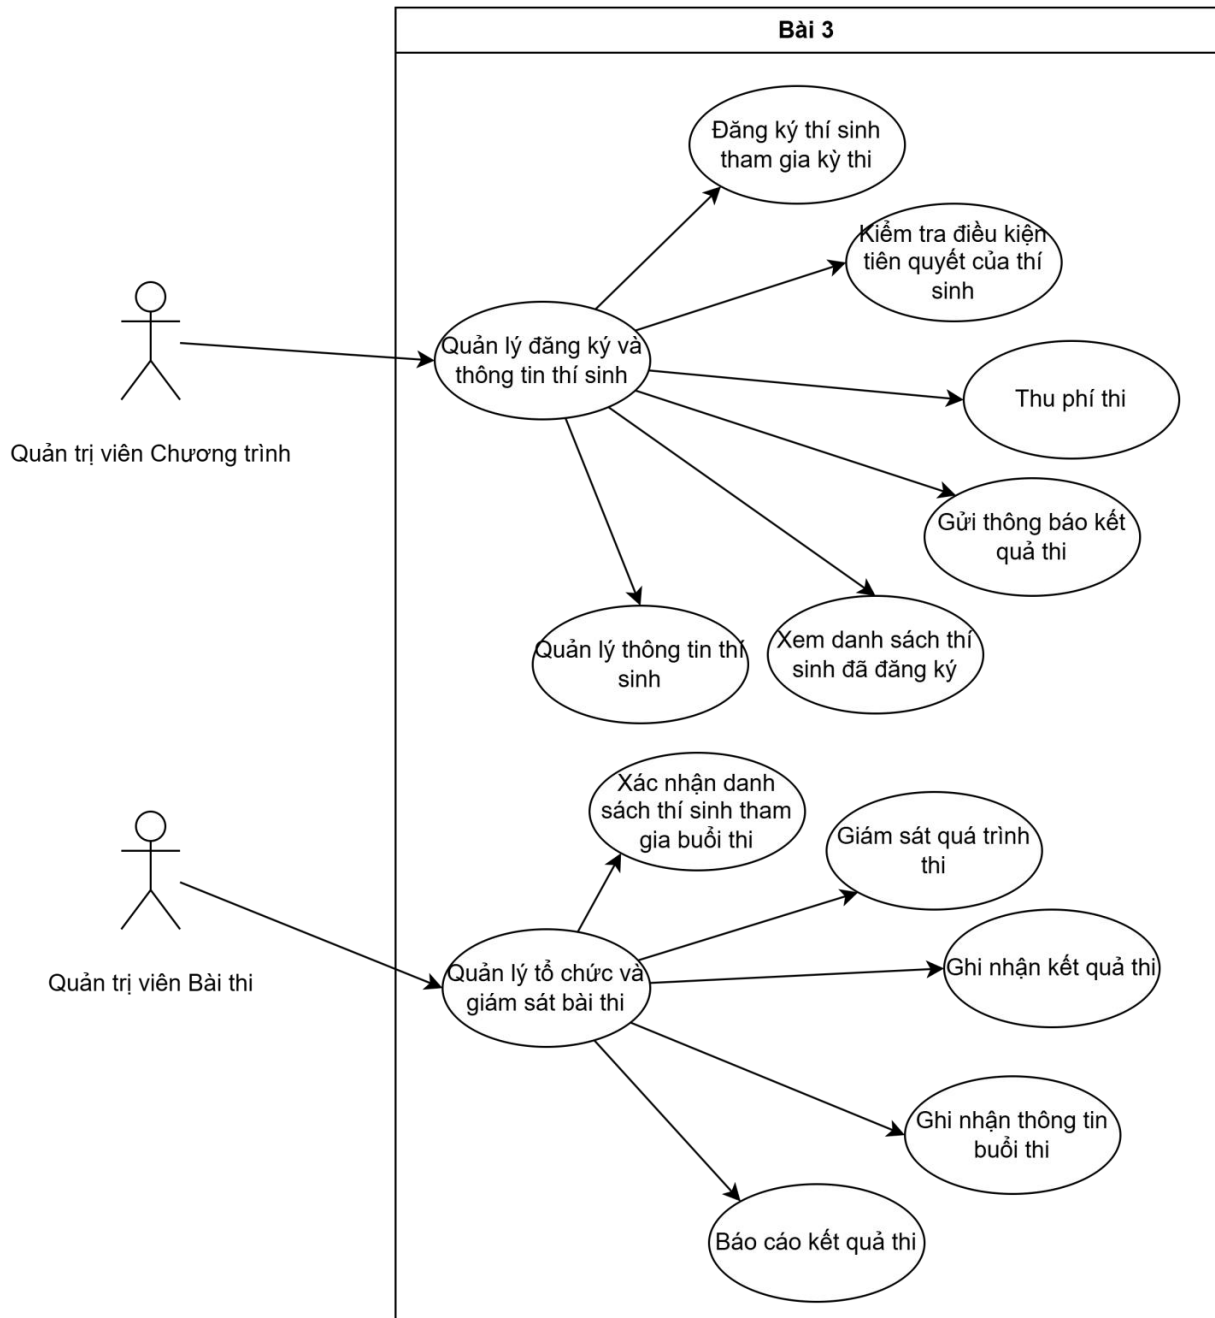 Bài 3
Đăng ký thí sinh
tham gia kỳ thi
Kiểm tra điều kiện
tiên quyết của thí
sinh
Quản lý đăng ký và
thông tin thí sinh
Thu phí thi
Quản trị viên Chương trình
Gửi thông báo kết
quả thi
Quản lý thông tin thí
sinh
Xem danh sách thí
sinh đã đăng ký
Xác nhận danh
sách thí sinh tham
gia buổi thi
Giám sát quá trình
thi
Quản trị viên Bài thi
Quản lý tổ chức và
giám sát bài thi
Ghi nhận kết quả thi
Ghi nhận thông tin
buổi thi
Báo cáo kết quả thi